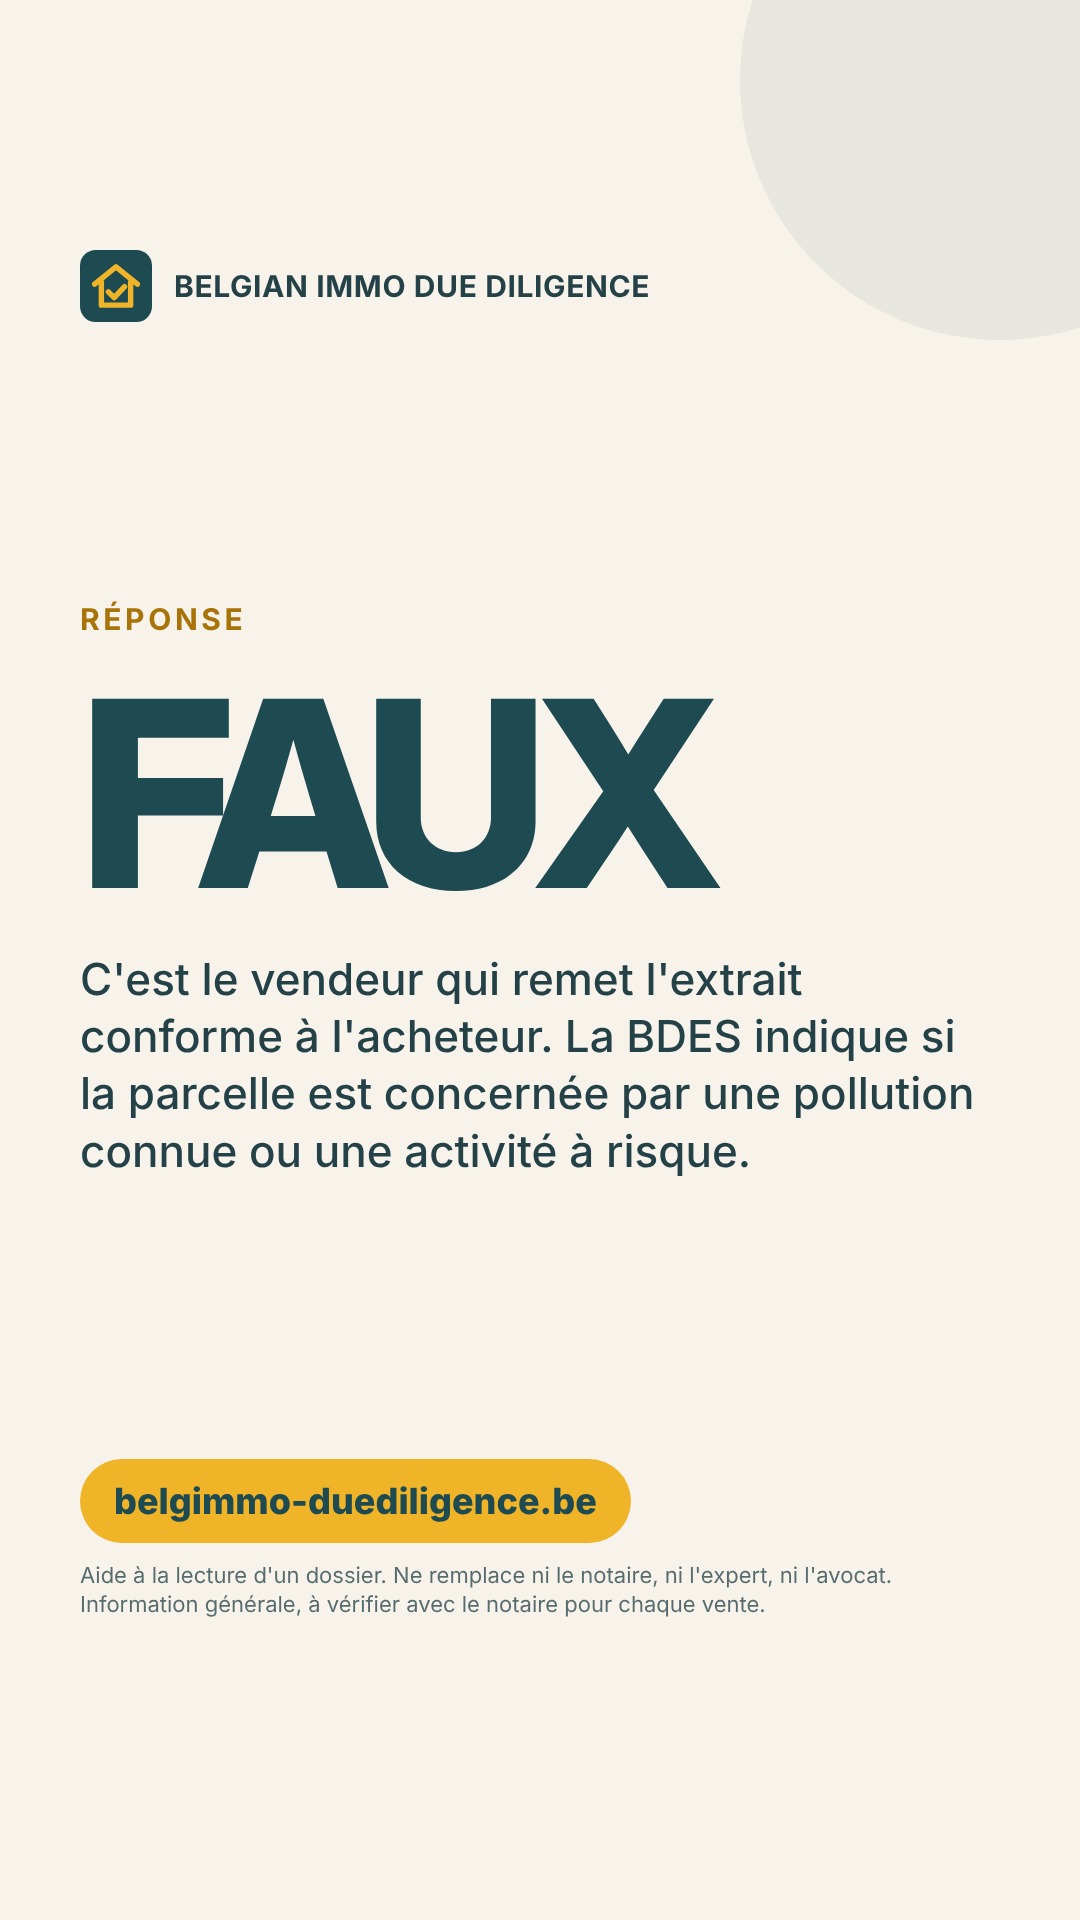 BELGIAN IMMO DUE DILIGENCE
RÉPONSE
FAUX
C'est le vendeur qui remet l'extrait
conforme à l'acheteur. La BDES indique si
la parcelle est concernée par une pollution
connue ou une activité à risque.
belgimmo-duediligence.be
Aide à la lecture d'un dossier. Ne remplace ni le notaire, ni l'expert, ni l'avocat.
Information générale, à vérifier avec le notaire pour chaque vente.